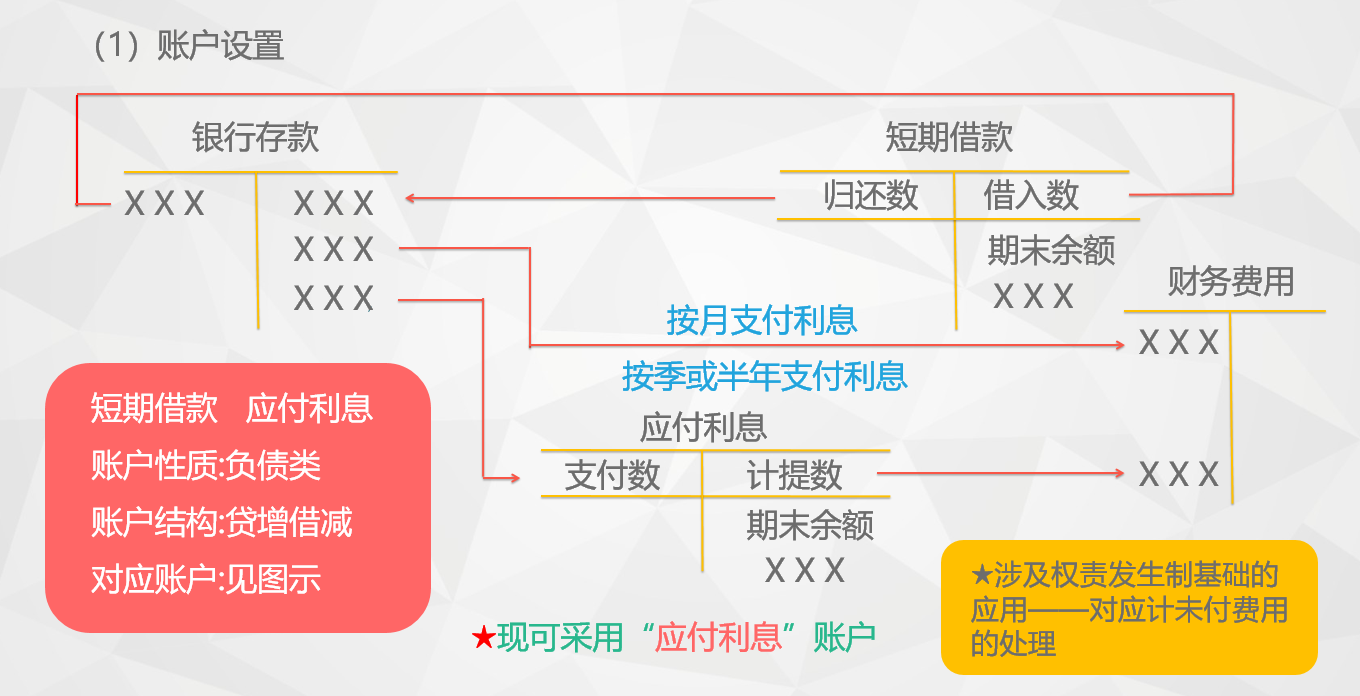 （1）账户设置
银行存款
短期借款
X X X
X X X
归还数
借入数
X X X
期末余额
X X X
X X X
财务费用
按月支付利息
X X X
按季或半年支付利息
应付利息
支付数
计提数
X X X
期末余额
X X X
短期借款 应付利息
账户性质:负债类
账户结构:贷增借减
对应账户:见图示
★现可采用“应付利息”账户
★涉及权责发生制基础的
应用——对应计未付费用
的处理